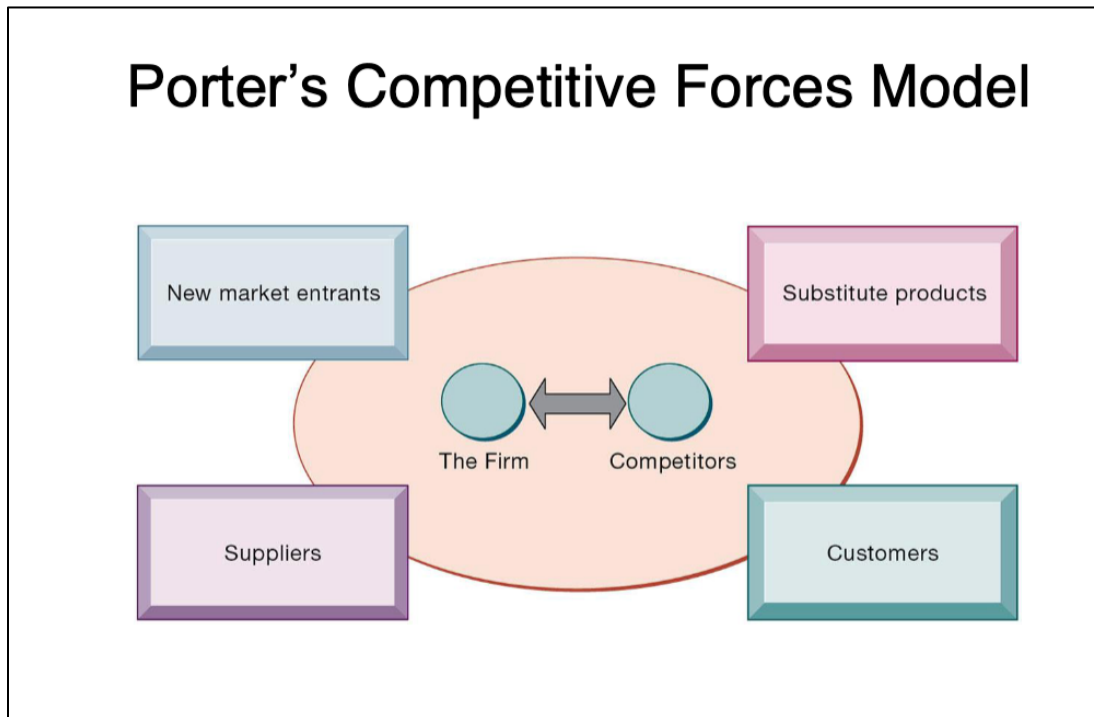 Porter’s Competitive Forces Model
New market entrants
Substitute products
The Firm
Competitors
Suppliers
Customers